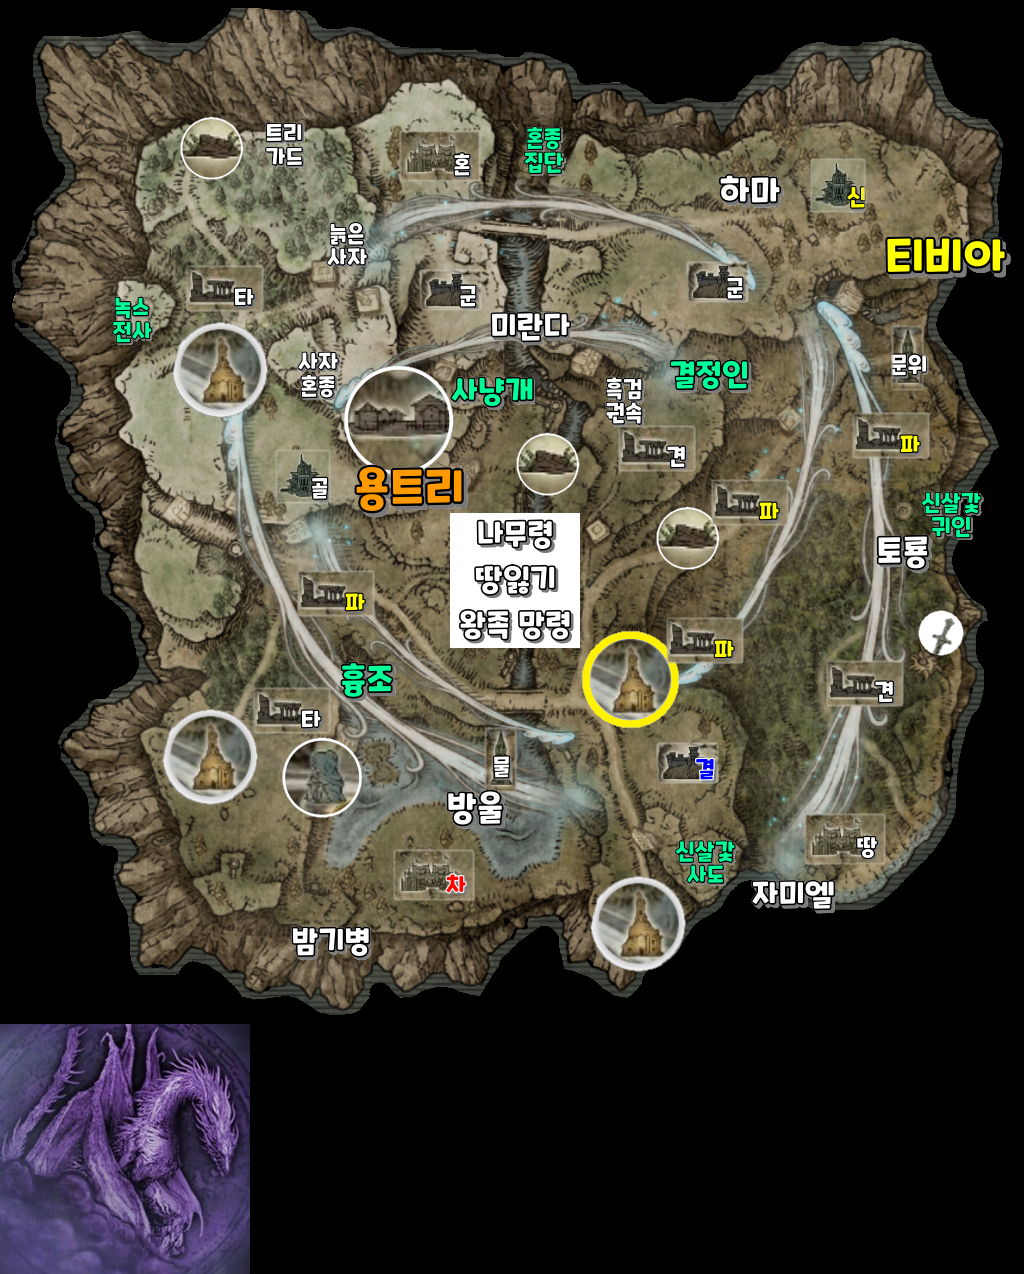 트리
가드
혼
혼종
집단
하마
신
늙은
사자
티비아
녹스
전사
타
군
군
미란다
사자
혼종
사냥개
흑검
권속
결정인
문위
견
파
골
용트리
파
신살갗
귀인
나무령
땅잃기
왕족 망령
토룡
파
파
흉조
견
타
물
결
방울
신살갗
사도
땅
차
자미엘
밤기병